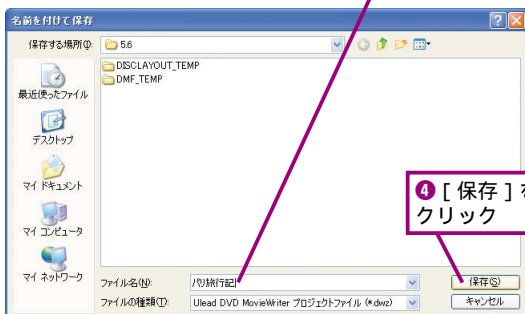 名前を付けて保存
保存する場所(I):
5.6
DISCLAYOUT_TEMP
DMF_TEMP
最近使ったファイル
デスクトップ
マイ ドキュメント
マイ コンピュータ
マイ ネットワーク
❹ [ 保存 ] を
クリック
ファイル名(N): パリ旅行記 保存(S)
ファイルの種類(T): Ulead DVD MovieWriter プロジェクトファイル (*.dwz) キャンセル